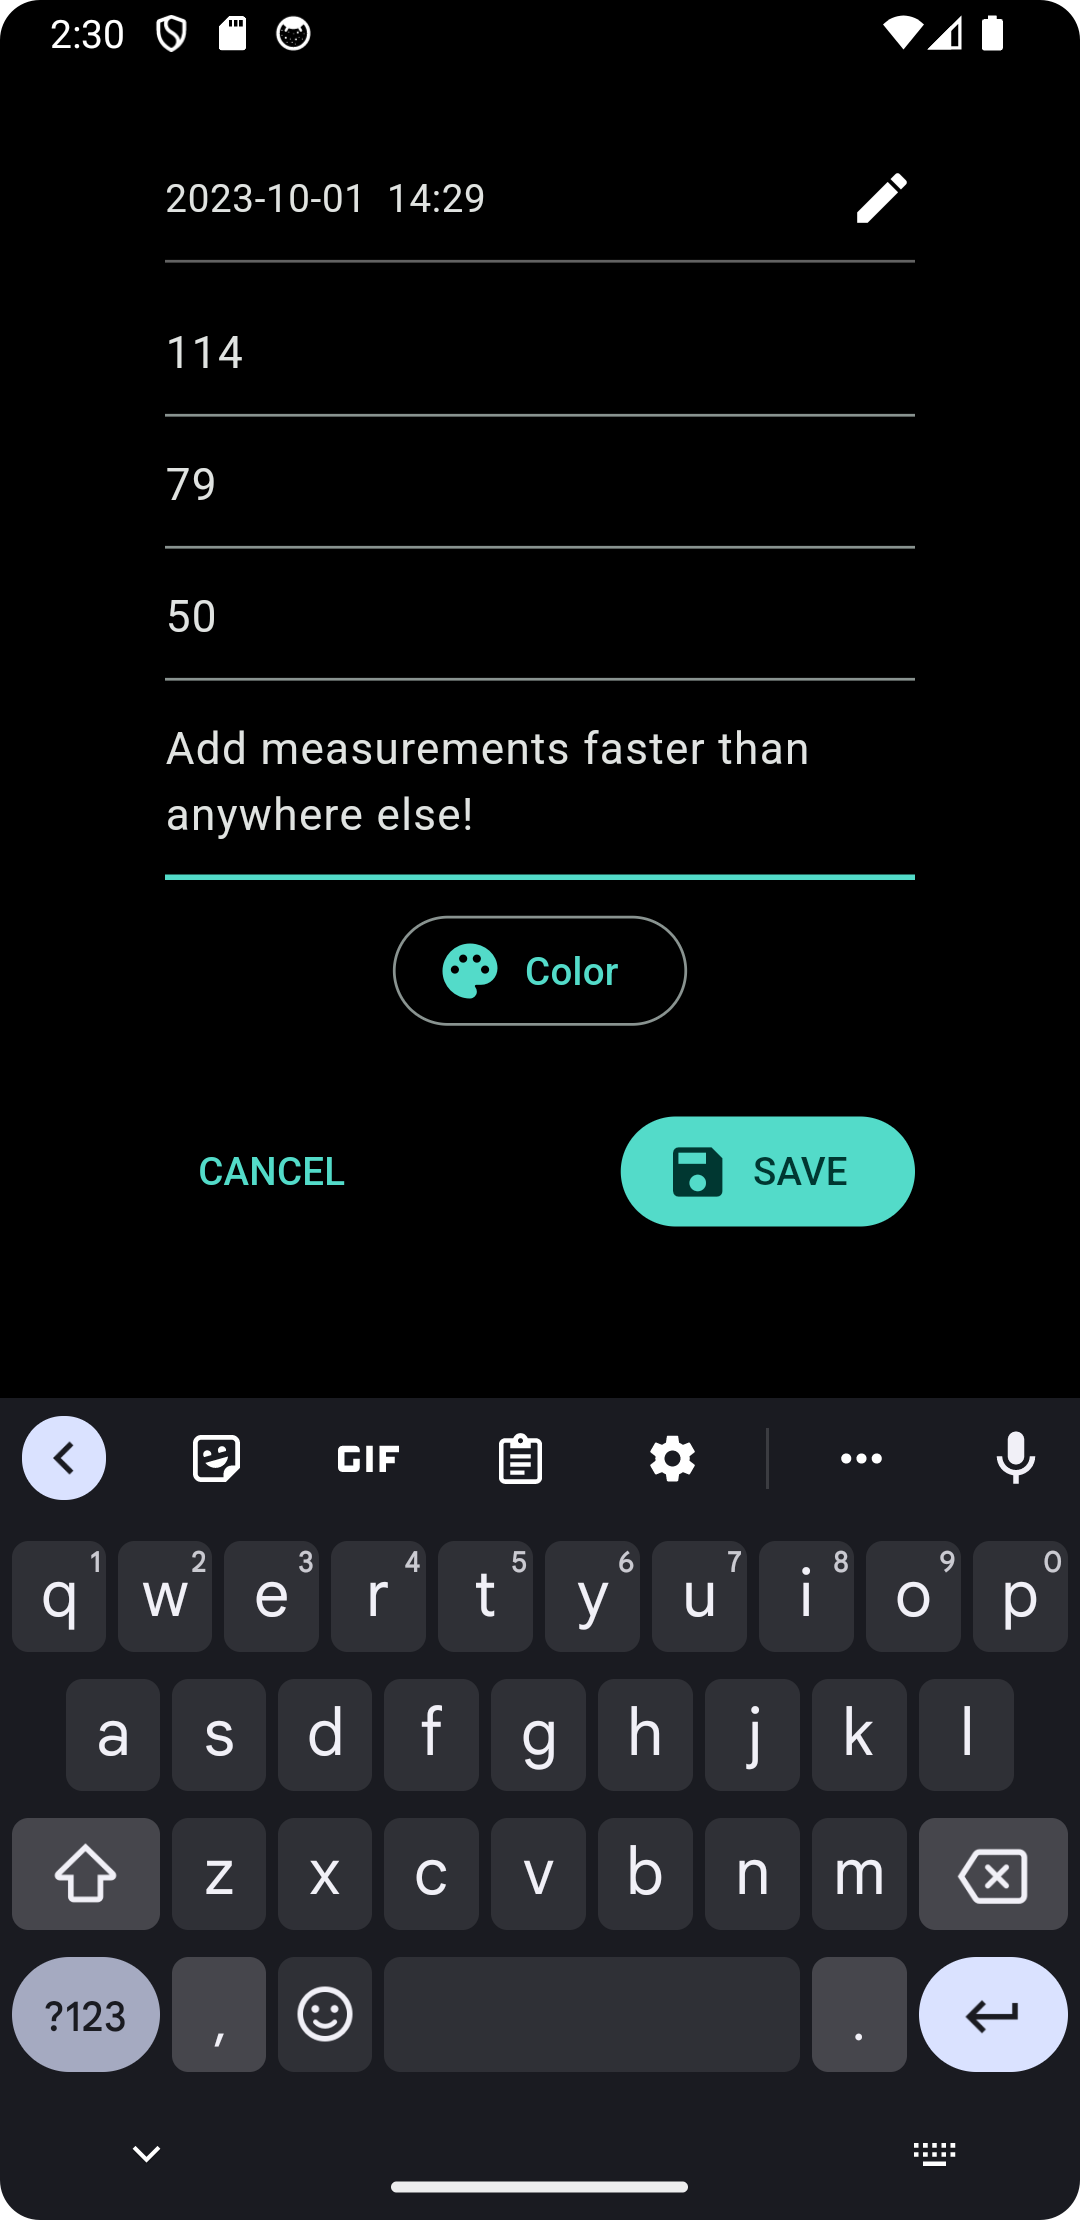 2:30
2023-10-01 14:29
114
79
50
Add measurements faster than
anywhere else!
Color
CANCEL
SAVE
GIF
q 1 w 2 e 3 r 4 t 5 y 6 u 7 i 8 o 9 p 0
a s d f g h j k l
z x c v b n m
?123 , .